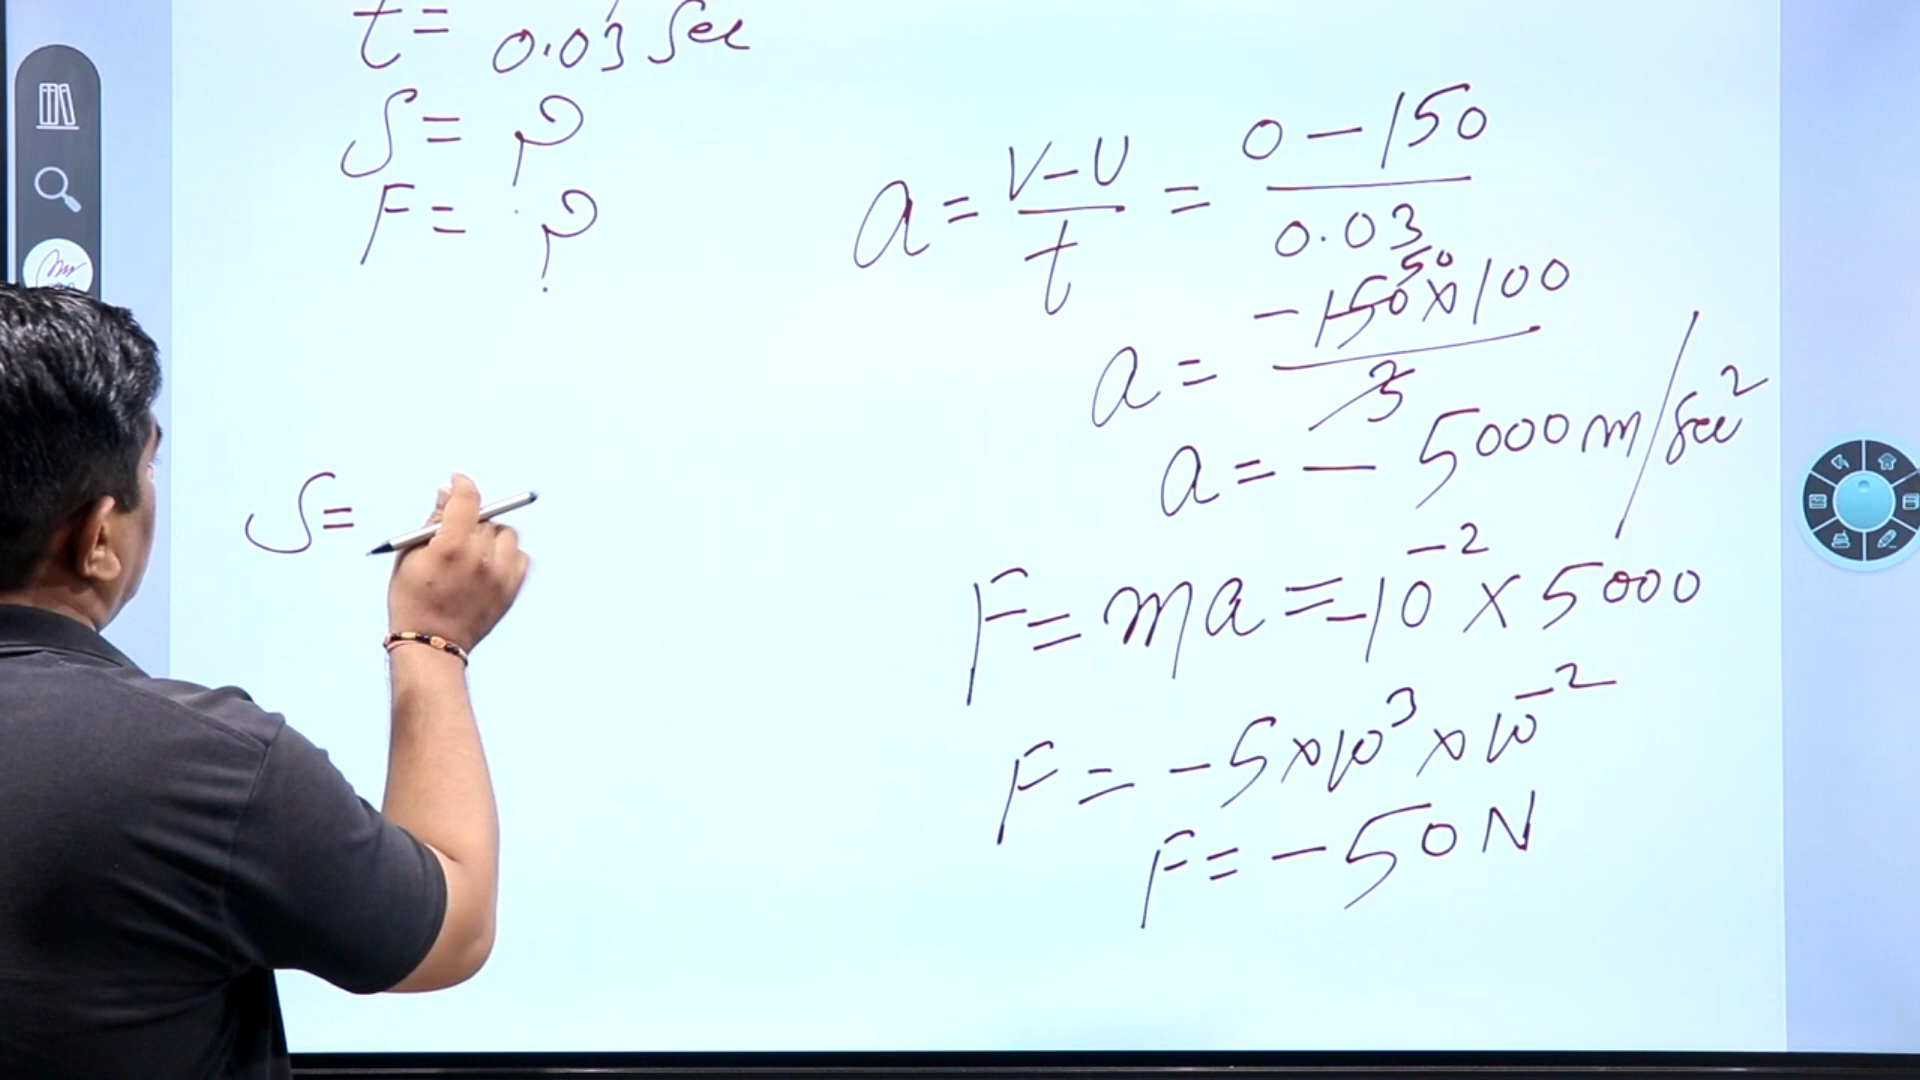 t = 0.03 Sec
S = ?
F = ?
a = V-U/t = 0-150/0.03
50
a = -150×100/3
a = - 5000 m/sec²
S =
F = ma = -10⁻² × 5000
F = -5×10³×10⁻²
F = -50 N